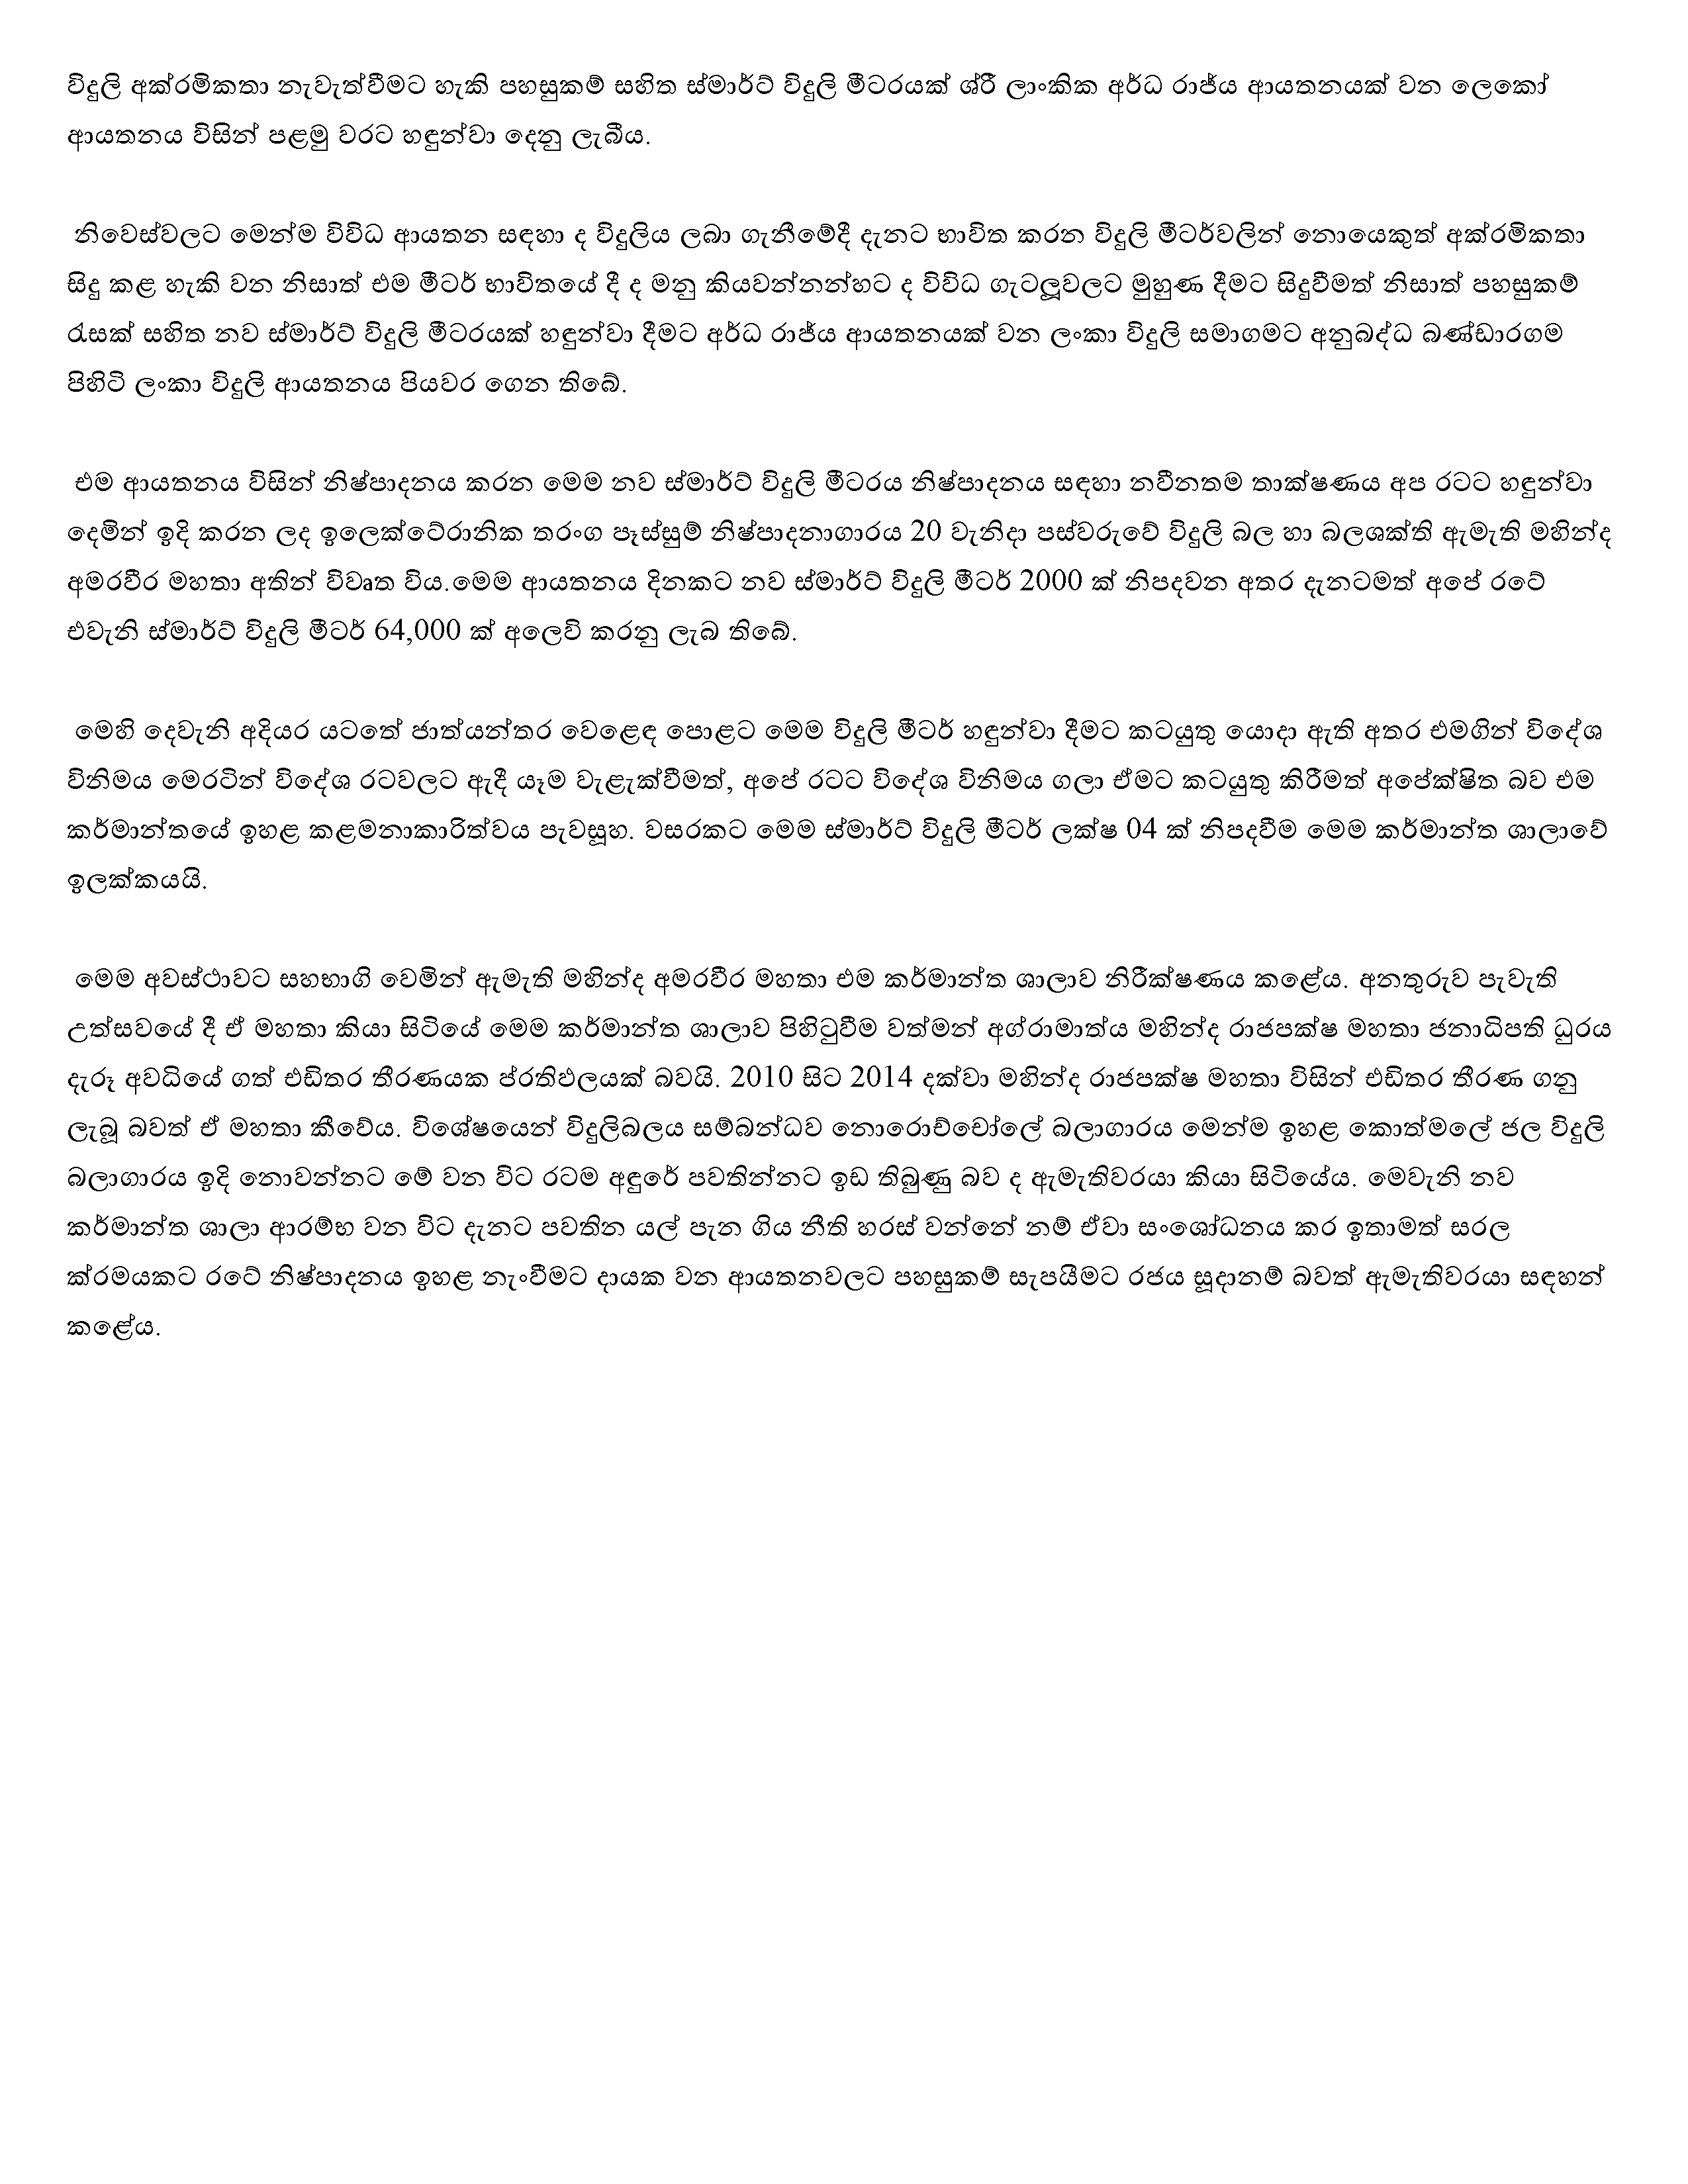 විදුලි අක්රමිකතා නැවැත්වීමට හැකි පහසුකම් සහිත ස්මාර්ට් විදුලි මීටරයක් ශ්රී ලාංකික අර්ධ රාජ්ය ආයතනයක් වන ලෙකෝ
ආයතනය විසින් පළමු වරට හඳුන්වා දෙනු ලැබීය.
නිවෙස්වලට මෙන්ම විවිධ ආයතන සඳහා ද විදුලිය ලබා ගැනීමේදී දැනට භාවිත කරන විදුලි මීටර්වලින් නොයෙකුත් අක්රමිකතා
සිදු කළ හැකි වන නිසාත් එම මීටර් භාවිතයේ දී ද මනු කියවන්නන්හට ද විවිධ ගැටලූවලට මුහුණ දීමට සිදුවීමත් නිසාත් පහසුකම්
රැසක් සහිත නව ස්මාර්ට් විදුලි මීටරයක් හඳුන්වා දීමට අර්ධ රාජ්ය ආයතනයක් වන ලංකා විදුලි සමාගමට අනුබද්ධ බණ්ඩාරගම
පිහිටි ලංකා විදුලි ආයතනය පියවර ගෙන තිබේ.
එම ආයතනය විසින් නිෂ්පාදනය කරන මෙම නව ස්මාර්ට් විදුලි මීටරය නිෂ්පාදනය සඳහා නවීනතම තාක්ෂණය අප රටට හඳුන්වා
දෙමින් ඉදි කරන ලද ඉලෙක්ටේරානික තරංග පෑස්සුම් නිෂ්පාදනාගාරය 20 වැනිදා පස්වරුවේ විදුලි බල හා බලශක්ති ඇමැති මහින්ද
අමරවීර මහතා අතින් විවෘත විය.මෙම ආයතනය දිනකට නව ස්මාර්ට් විදුලි මීටර් 2000 ක් නිපදවන අතර දැනටමත් අපේ රටේ
එවැනි ස්මාර්ට් විදුලි මීටර් 64,000 ක් අලෙවි කරනු ලැබ තිබේ.
මෙහි දෙවැනි අදියර යටතේ ජාත්යන්තර වෙළෙඳ පොළට මෙම විදුලි මීටර් හඳුන්වා දීමට කටයුතු යොදා ඇති අතර එමගින් විදේශ
විනිමය මෙරටින් විදේශ රටවලට ඇදී යෑම වැළැක්වීමත්, අපේ රටට විදේශ විනිමය ගලා ඒමට කටයුතු කිරීමත් අපේක්ෂිත බව එම
කර්මාන්තයේ ඉහළ කළමනාකාරිත්වය පැවසූහ. වසරකට මෙම ස්මාර්ට් විදුලි මීටර් ලක්ෂ 04 ක් නිපදවීම මෙම කර්මාන්ත ශාලාවේ
ඉලක්කයයි.
මෙම අවස්ථාවට සහභාගි වෙමින් ඇමැති මහින්ද අමරවීර මහතා එම කර්මාන්ත ශාලාව නිරීක්ෂණය කළේය. අනතුරුව පැවැති
උත්සවයේ දී ඒ මහතා කියා සිටියේ මෙම කර්මාන්ත ශාලාව පිහිටුවීම වත්මන් අග්රාමාත්ය මහින්ද රාජපක්ෂ මහතා ජනාධිපති ධුරය
දැරූ අවධියේ ගත් එඩිතර තීරණයක ප්රතිඵලයක් බවයි. 2010 සිට 2014 දක්වා මහින්ද රාජපක්ෂ මහතා විසින් එඩිතර තීරණ ගනු
ලැබූ බවත් ඒ මහතා කීවේය. විශේෂයෙන් විදුලිබලය සම්බන්ධව නොරොච්චෝලේ බලාගාරය මෙන්ම ඉහළ කොත්මලේ ජල විදුලි
බලාගාරය ඉදි නොවන්නට මේ වන විට රටම අඳුරේ පවතින්නට ඉඩ තිබුණු බව ද ඇමැතිවරයා කියා සිටියේය. මෙවැනි නව
කර්මාන්ත ශාලා ආරම්භ වන විට දැනට පවතින යල් පැන ගිය නීති හරස් වන්නේ නම් ඒවා සංශෝධනය කර ඉතාමත් සරල
ක්රමයකට රටේ නිෂ්පාදනය ඉහළ නැංවීමට දායක වන ආයතනවලට පහසුකම් සැපයීමට රජය සූදානම් බවත් ඇමැතිවරයා සඳහන්
කළේය.